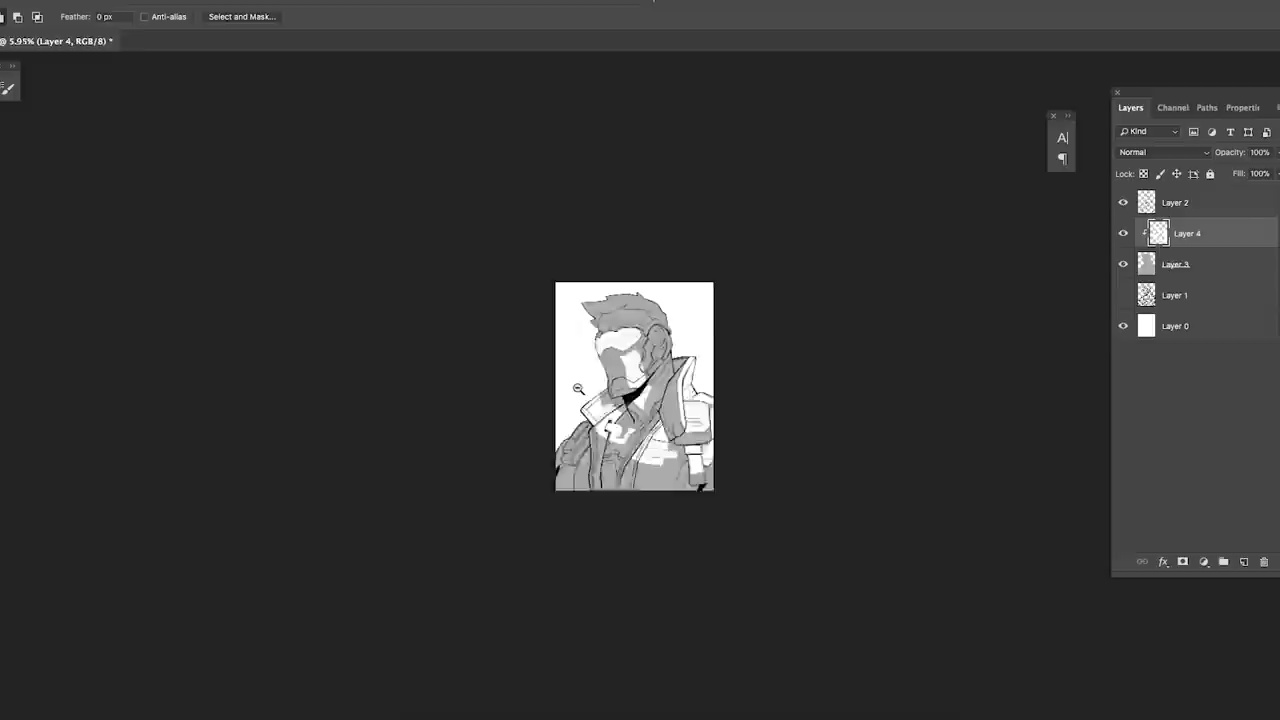 Feather: 0 px Anti-alias Select and Mask...
@ 5.95% (Layer 4, RGB/8) *
Layers Channel Paths Properti
Kind
Normal Opacity: 100%
Lock: Fill: 100%
Layer 2
Layer 4
Layer 3
Layer 1
Layer 0